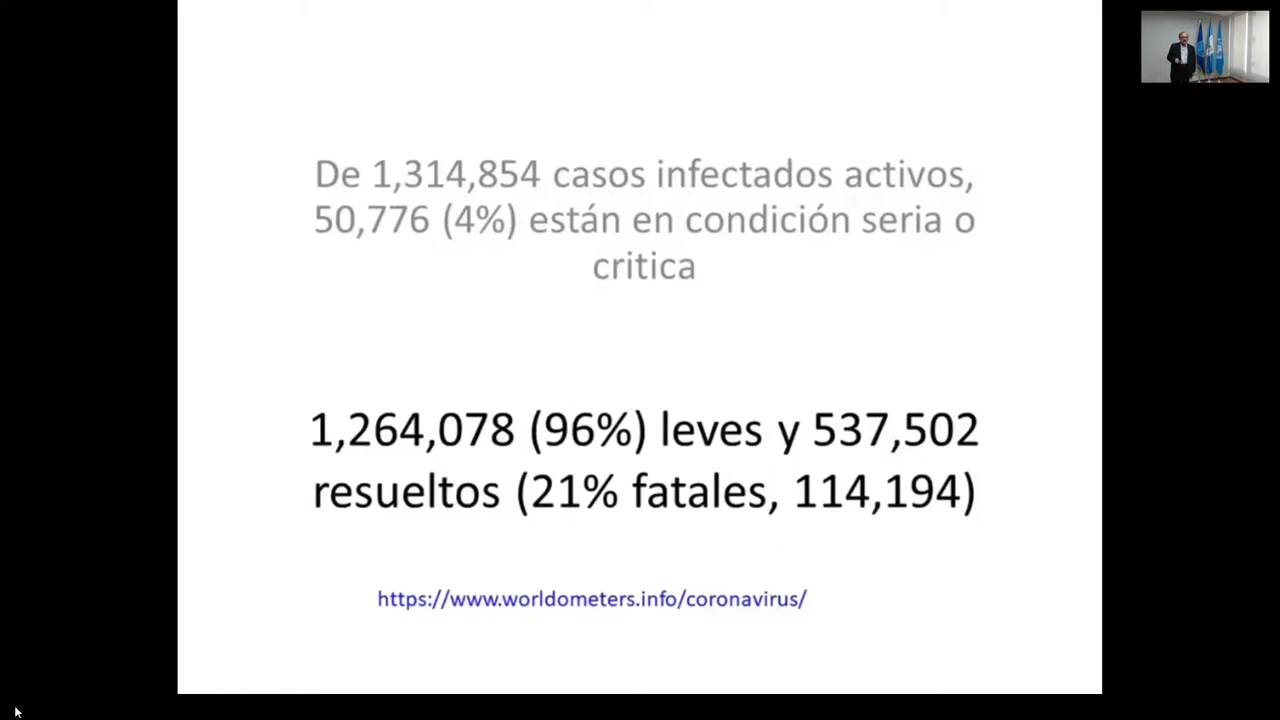 De 1,314,854 casos infectados activos,
50,776 (4%) están en condición seria o
critica
1,264,078 (96%) leves y 537,502
resueltos (21% fatales, 114,194)
https://www.worldometers.info/coronavirus/